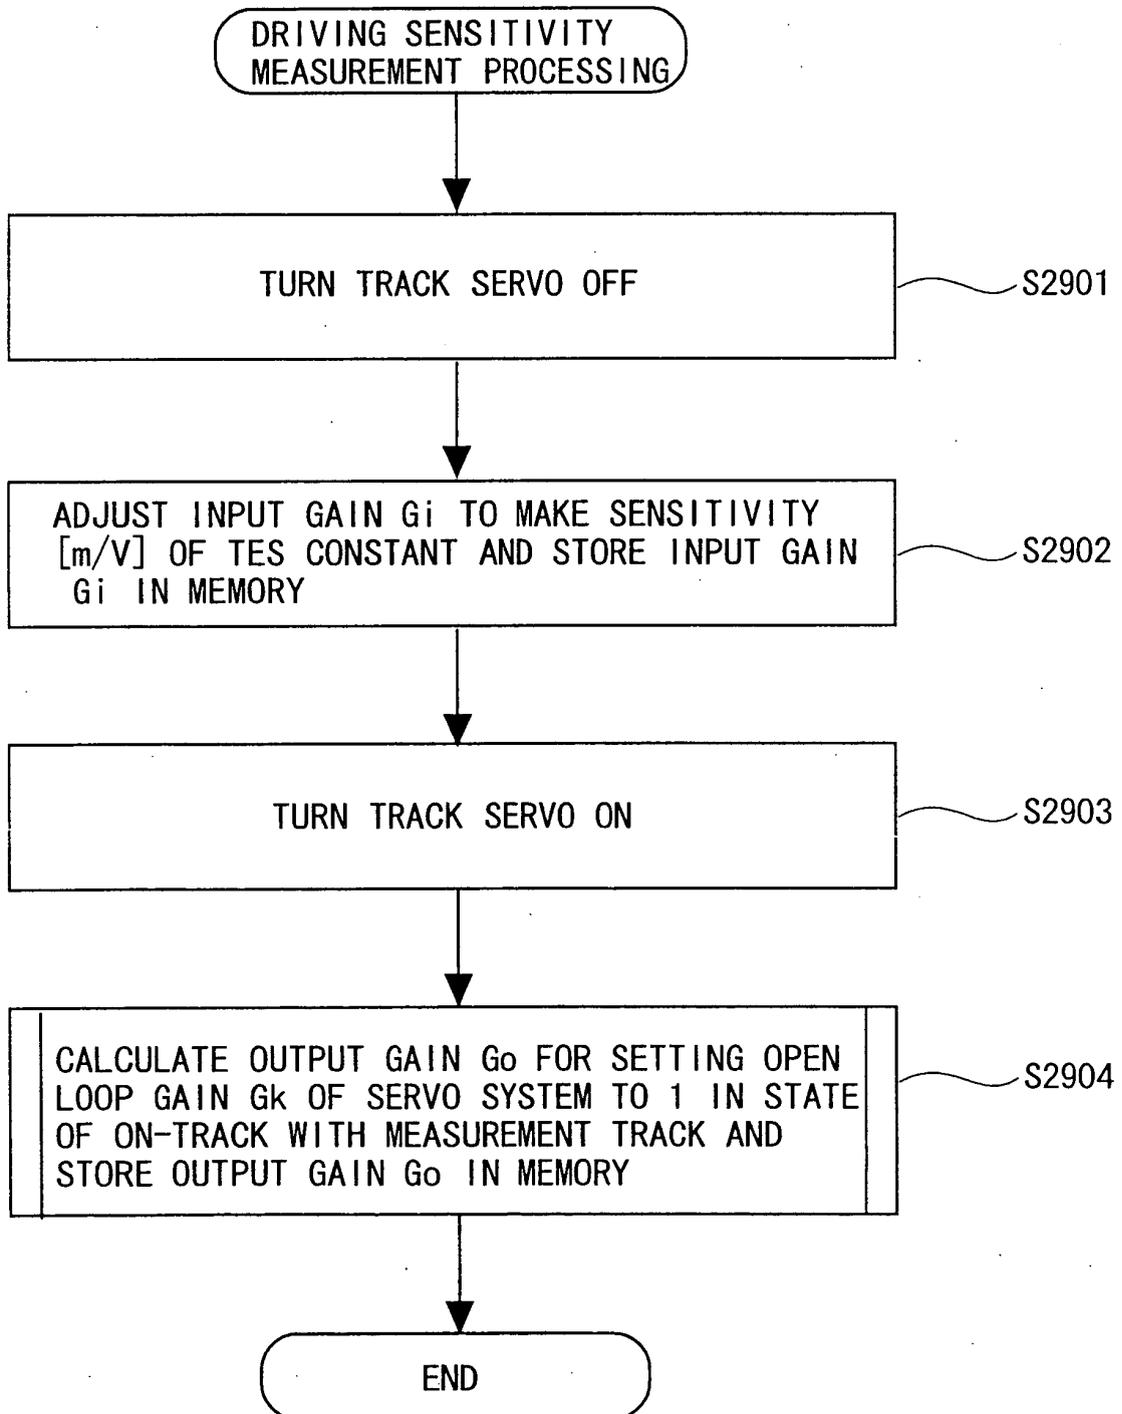 DRIVING SENSITIVITY
MEASUREMENT PROCESSING
TURN TRACK SERVO OFF
S2901
ADJUST INPUT GAIN Gi TO MAKE SENSITIVITY
[m/V] OF TES CONSTANT AND STORE INPUT GAIN
Gi IN MEMORY
S2902
TURN TRACK SERVO ON
S2903
CALCULATE OUTPUT GAIN Go FOR SETTING OPEN
LOOP GAIN Gk OF SERVO SYSTEM TO 1 IN STATE
OF ON-TRACK WITH MEASUREMENT TRACK AND
STORE OUTPUT GAIN Go IN MEMORY
S2904
END